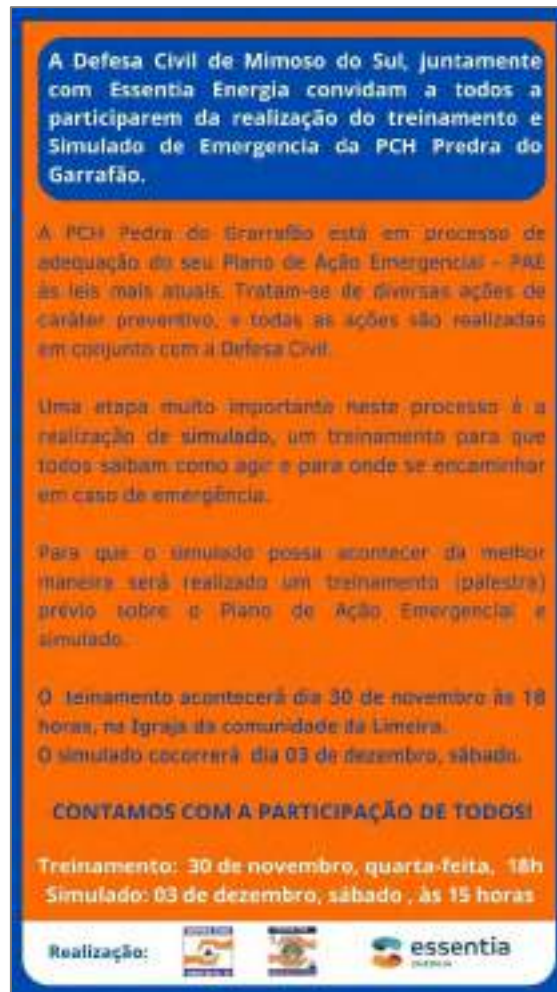 A Defesa Civil de Mimoso do Sul, juntamente
com Essentia Energia convidam a todos a
participarem da realização do treinamento e
Simulado de Emergencia da PCH Predra do
Garrafão.
A PCH Pedra do Grarrafão está em processo de
adequação do seu Plano de Ação Emergencial - PAE
às leis mais atuais. Tratam-se de diversas ações de
caráter preventivo, e todas as ações são realizadas
em conjunto com a Defesa Civil.
Uma etapa muito importante neste processo é a
realização de simulado, um treinamento para que
todos saibam como agir e para onde se encaminhar
em caso de emergência.
Para que o simulado possa acontecer da melhor
maneira será realizado um treinamento (palestra)
prévio sobre o Plano de Ação Emergencial e
simulado.
O teinamento acontecerá dia 30 de novembro às 18
horas, na Igraja da comunidade da Limeira.
O simulado cocorrerá dia 03 de dezembro, sábado.
CONTAMOS COM A PARTICIPAÇÃO DE TODOS!
Treinamento: 30 de novembro, quarta-feita, 18h
Simulado: 03 de dezembro, sábado , às 15 horas
Realização:
essentia